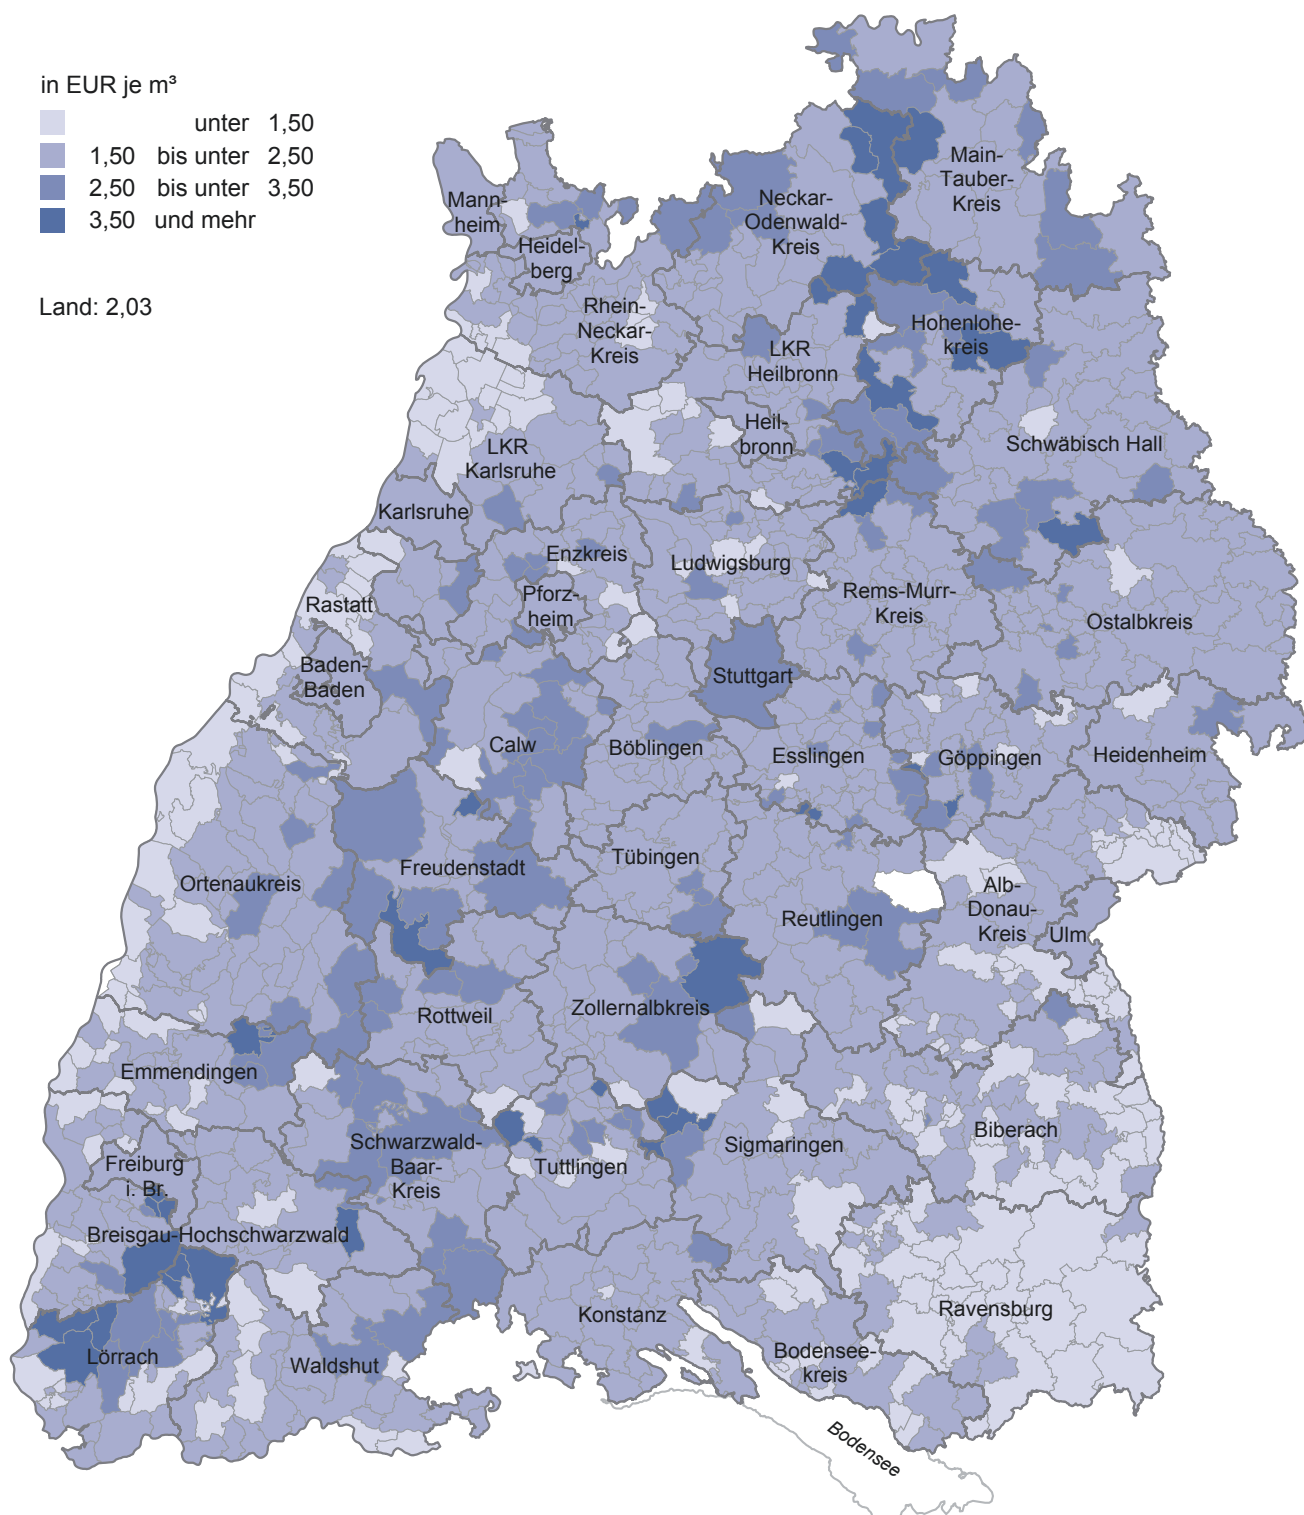 in EUR je m³
unter 1,50
1,50 bis unter 2,50
2,50 bis unter 3,50
3,50 und mehr
Land: 2,03
Main-
Tauber-
Kreis
Mann-
heim
Neckar-
Odenwald-
Kreis
Heidel-
berg
Rhein-
Neckar-
Kreis
Hohenlohe-
kreis
LKR
Heilbronn
Heil-
bronn
Schwäbisch Hall
LKR
Karlsruhe
Karlsruhe
Enzkreis
Ludwigsburg
Pforz-
heim
Rems-Murr-
Kreis
Rastatt
Ostalbkreis
Baden-
Baden
Stuttgart
Calw
Böblingen
Esslingen
Göppingen
Heidenheim
Freudenstadt
Tübingen
Ortenaukreis
Reutlingen
Alb-
Donau-
Kreis
Ulm
Zollernalbkreis
Rottweil
Emmendingen
Schwarzwald-
Baar-
Kreis
Tuttlingen
Sigmaringen
Biberach
Freiburg
i. Br.
Breisgau-Hochschwarzwald
Konstanz
Ravensburg
Lörrach
Waldshut
Bodensee-
kreis
Bodensee